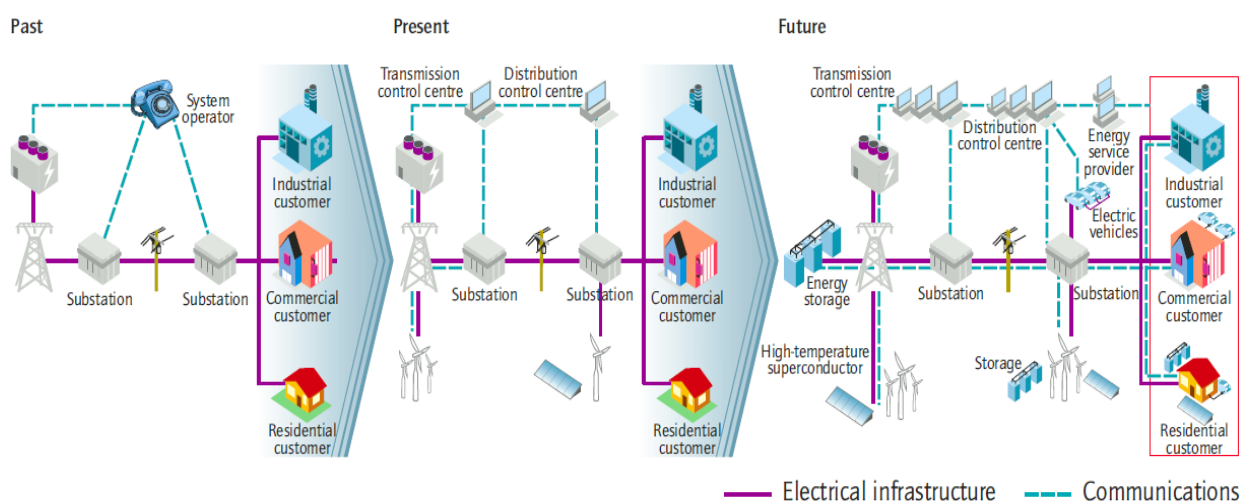 Past
Present
Future
System
operator
Industrial
customer
Substation
Substation
Commercial
customer
Residential
customer
Transmission
control centre
Distribution
control centre
Industrial
customer
Substation
Substation
Commercial
customer
Residential
customer
Transmission
control centre
Distribution
control centre
Energy
service
provider
Industrial
customer
Electric
vehicles
Energy
storage
Substation
Substation
Commercial
customer
High-temperature
superconductor
Storage
Residential
customer
Electrical infrastructure
Communications